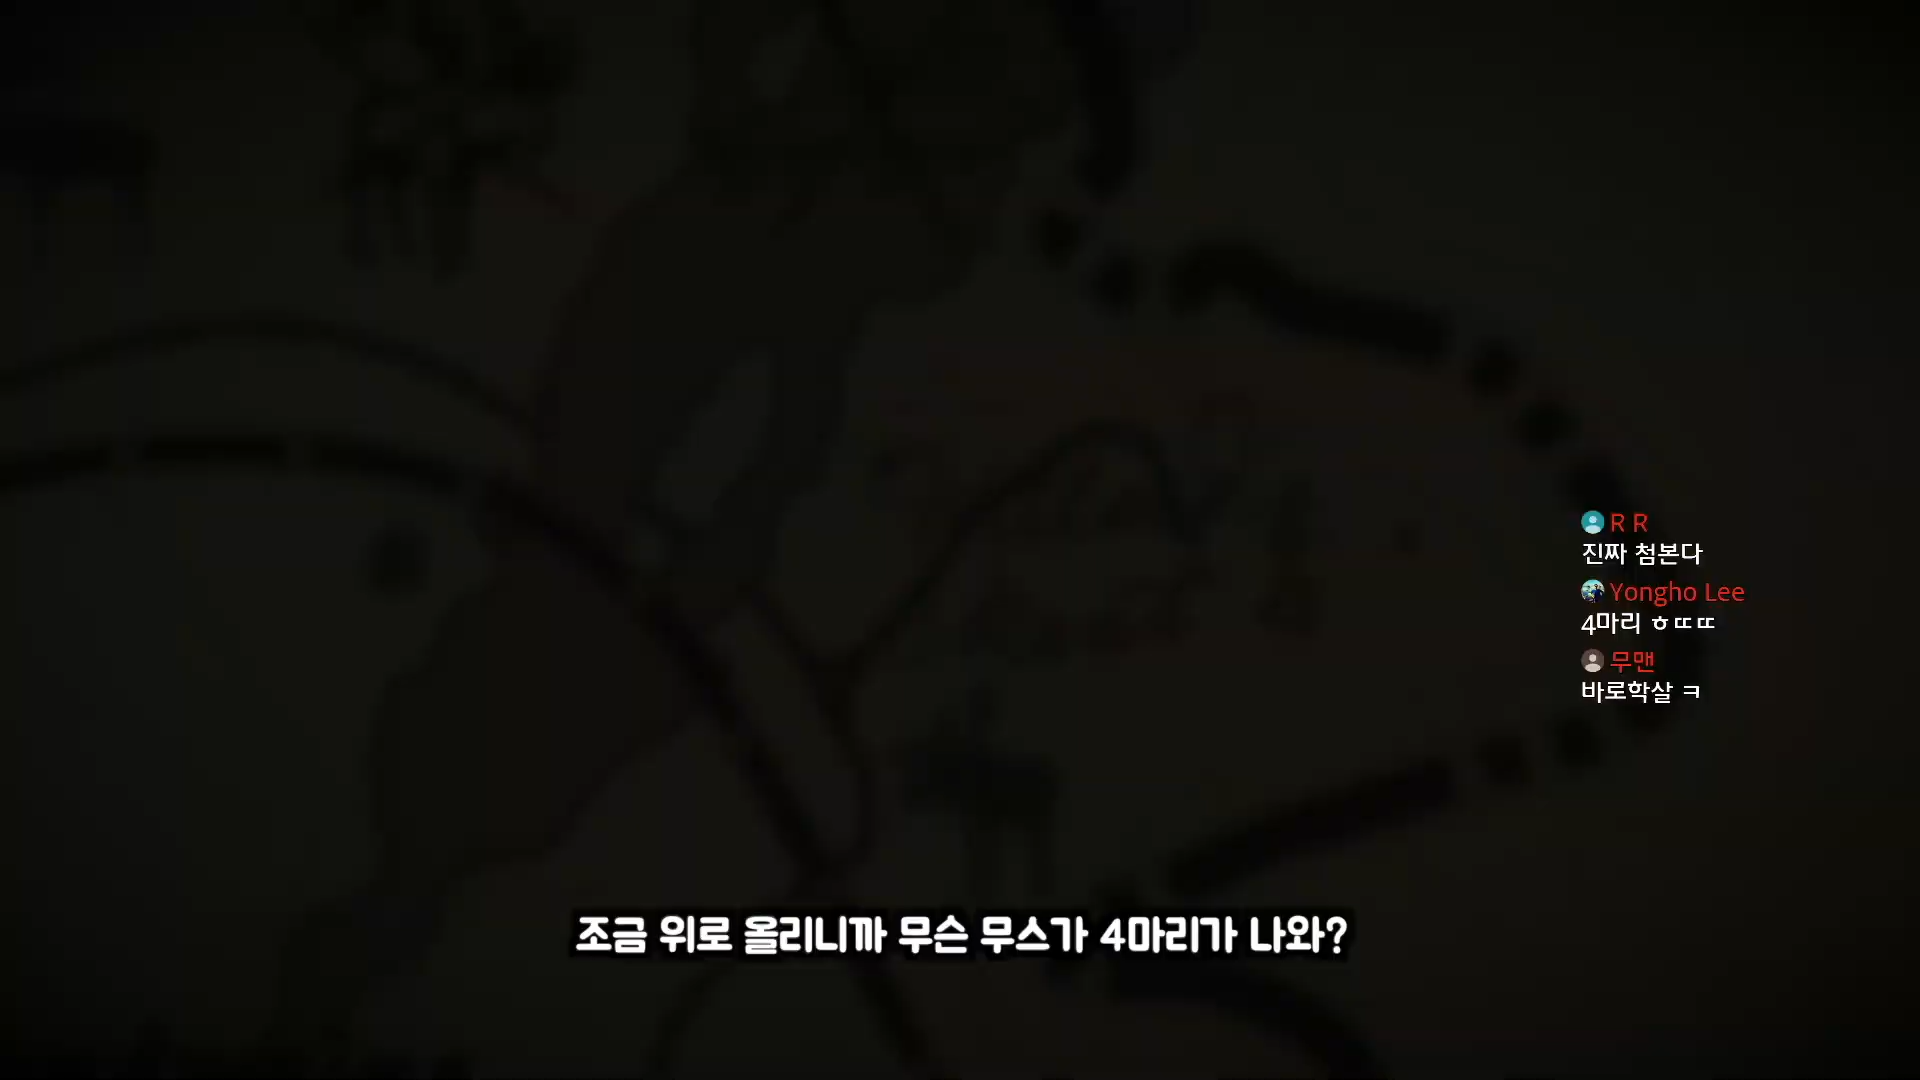 R R
진짜 첨본다
Yongho Lee
4마리 ㅎㄸㄸ
무맨
바로학살 ㅋ
조금 위로 올리니까 무슨 무스가 4마리가 나와?